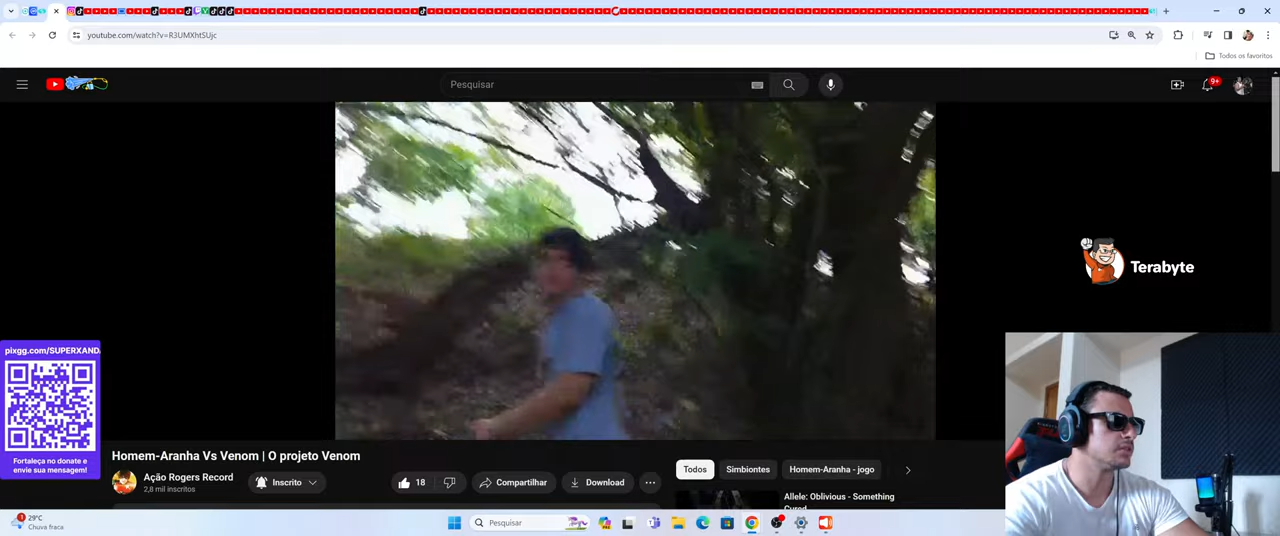 youtube.com/watch?v=R3UMXhtSUjc
Todos os favoritos
Pesquisar
9+
Terabyte
pixgg.com/SUPERXAND
Fortaleça no donate e
envie sua mensagem!
Homem-Aranha Vs Venom | O projeto Venom
Ação Rogers Record
2,8 mil inscritos
Inscrito
18
Compartilhar
Download
Todos
Simbiontes
Homem-Aranha - jogo
Allele: Oblivious - Something
1
29°C
Chuva fraca
Pesquisar